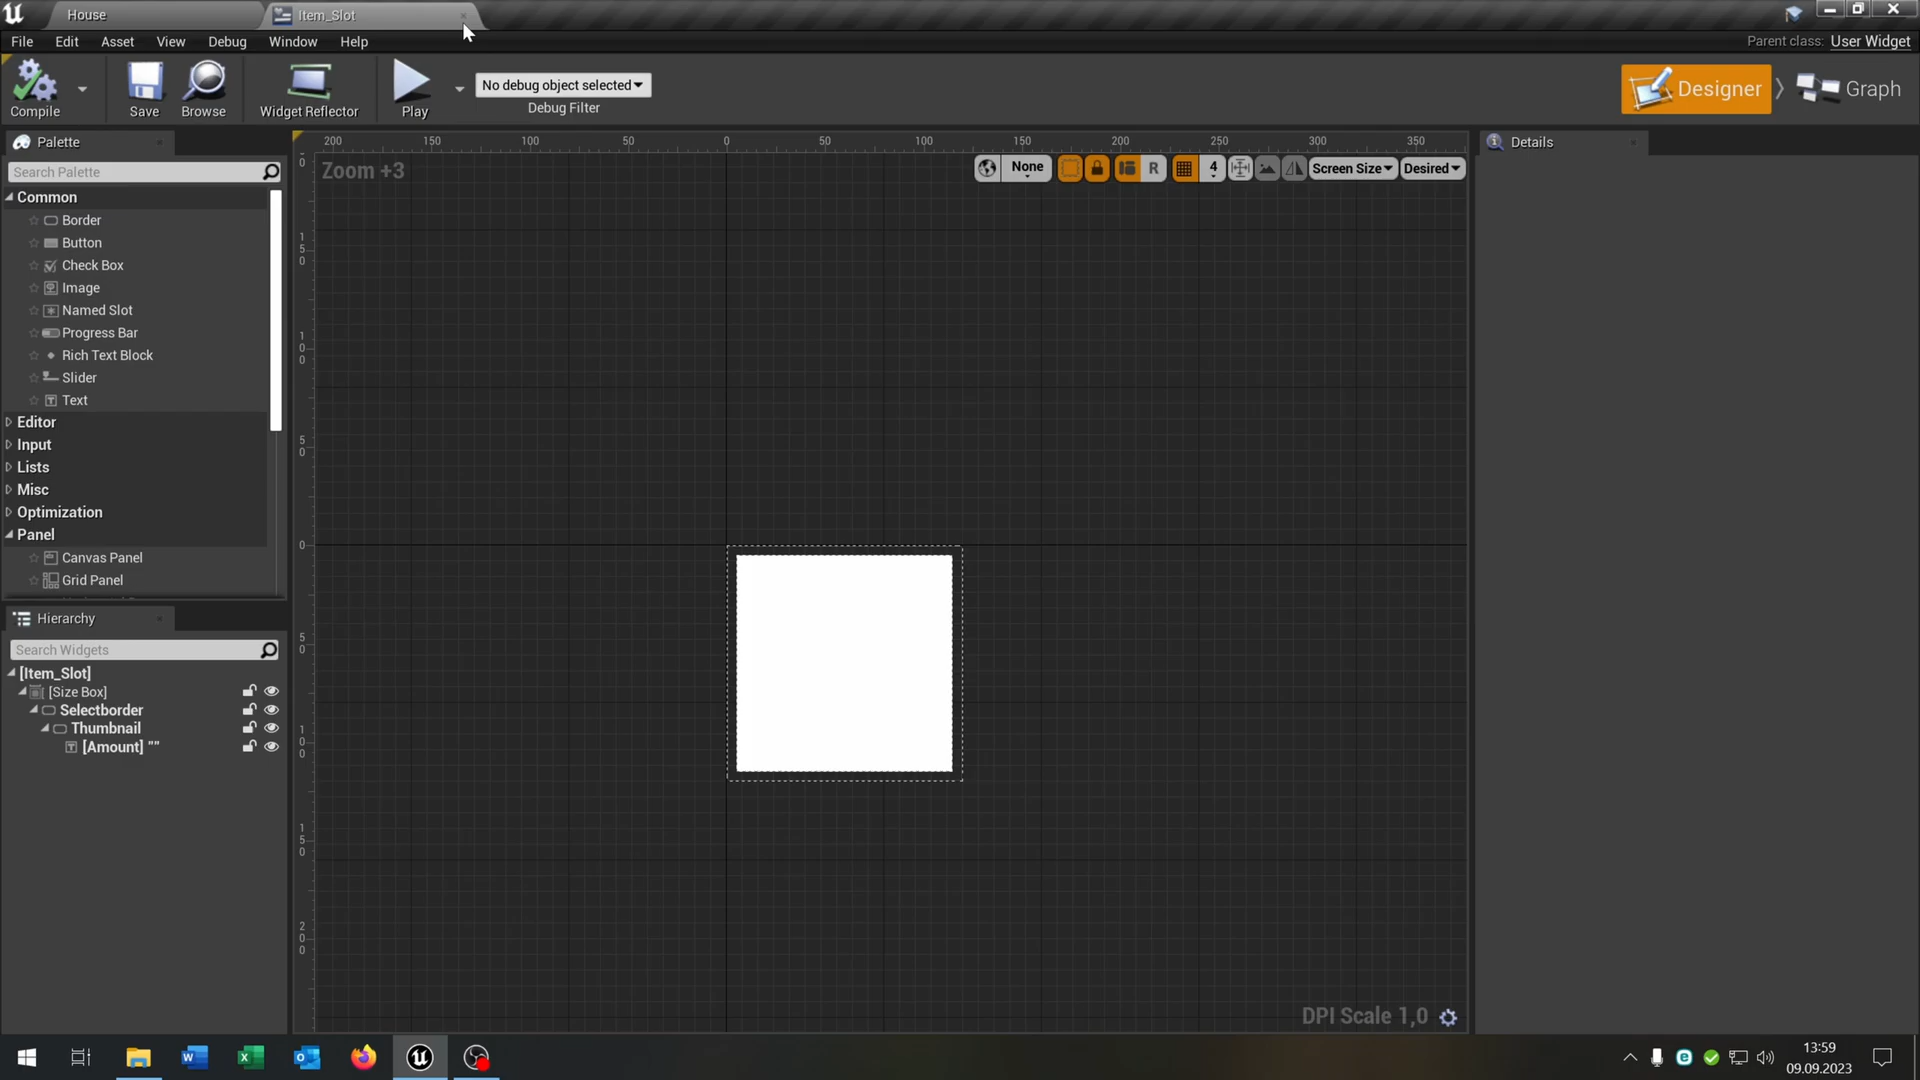 House
Item_Slot
File Edit Asset View Debug Window Help
Parent class: User Widget
Compile
Save
Browse
Widget Reflector
Play
No debug object selected
Debug Filter
Designer
Graph
Palette
Search Palette
Common
Border
Button
Check Box
Image
Named Slot
Progress Bar
Rich Text Block
Slider
Text
Editor
Input
Lists
Misc
Optimization
Panel
Canvas Panel
Grid Panel
Hierarchy
Search Widgets
[Item_Slot]
[Size Box]
Selectborder
Thumbnail
[Amount] ""
200 150 100 50 0 50 100 150 200 250 300 350
Zoom +3
None
R
4
Screen Size
Desired
0
150
100
50
0
50
100
150
200
DPI Scale 1,0
Details
13:59
09.09.2023